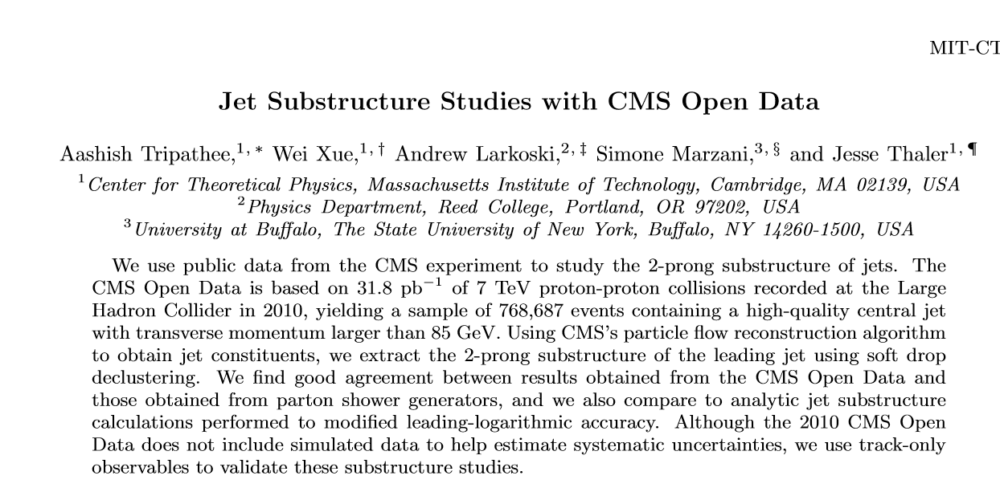 MIT-CT
Jet Substructure Studies with CMS Open Data
Aashish Tripathee,1, * Wei Xue,1, † Andrew Larkoski,2, ‡ Simone Marzani,3, § and Jesse Thaler1, ¶
1Center for Theoretical Physics, Massachusetts Institute of Technology, Cambridge, MA 02139, USA
2Physics Department, Reed College, Portland, OR 97202, USA
3University at Buffalo, The State University of New York, Buffalo, NY 14260-1500, USA
We use public data from the CMS experiment to study the 2-prong substructure of jets. The
CMS Open Data is based on 31.8 pb−1 of 7 TeV proton-proton collisions recorded at the Large
Hadron Collider in 2010, yielding a sample of 768,687 events containing a high-quality central jet
with transverse momentum larger than 85 GeV. Using CMS's particle flow reconstruction algorithm
to obtain jet constituents, we extract the 2-prong substructure of the leading jet using soft drop
declustering. We find good agreement between results obtained from the CMS Open Data and
those obtained from parton shower generators, and we also compare to analytic jet substructure
calculations performed to modified leading-logarithmic accuracy. Although the 2010 CMS Open
Data does not include simulated data to help estimate systematic uncertainties, we use track-only
observables to validate these substructure studies.